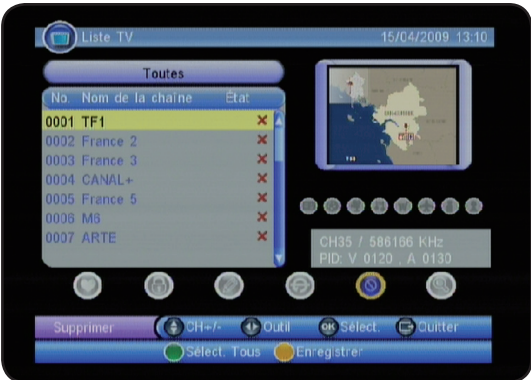 Liste TV
15/04/2009 13:10
Toutes
No. Nom de la chaîne État
0001 TF1
0002 France 2
0003 France 3
0004 CANAL+
0005 France 5
0006 M6
0007 ARTE
CH35 / 586166 KHz
PID: V 0120 , A 0130
Supprimer CH+/- Outil OK Sélect. Quitter
Sélect. Tous Enregistrer